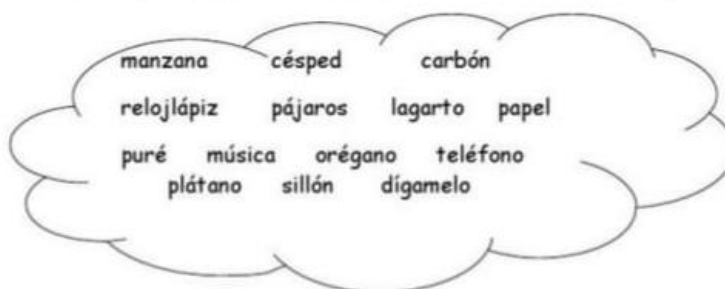 manzana césped carbón
relojlápiz pájaros lagarto papel
puré música orégano teléfono
plátano sillón dígamelo